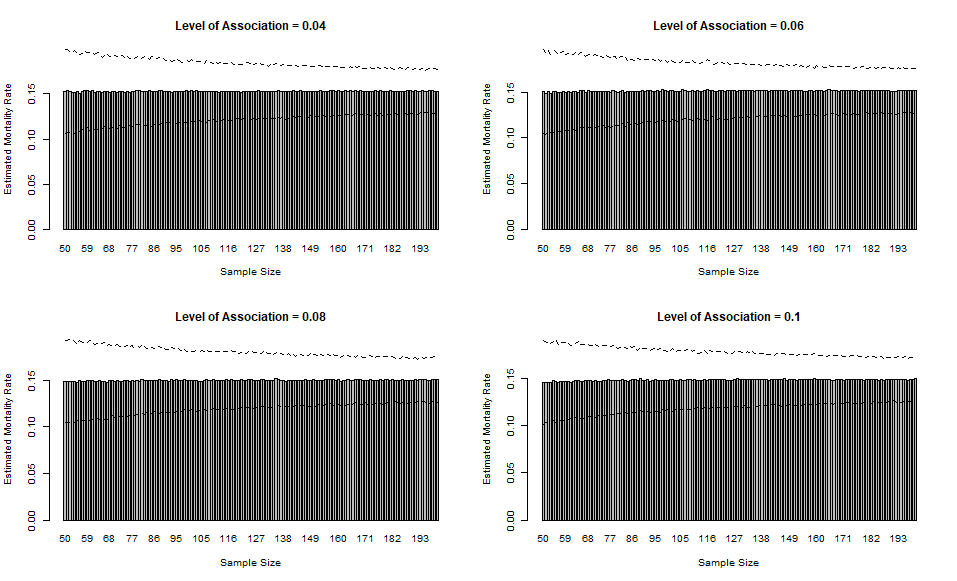 Level of Association = 0.04
Estimated Mortality Rate
0.15
0.10
0.05
0.00
50 59 68 77 86 95 105 116 127 138 149 160 171 182 193
Sample Size
Level of Association = 0.06
Estimated Mortality Rate
0.15
0.10
0.05
0.00
50 59 68 77 86 95 105 116 127 138 149 160 171 182 193
Sample Size
Level of Association = 0.08
Estimated Mortality Rate
0.15
0.10
0.05
0.00
50 59 68 77 86 95 105 116 127 138 149 160 171 182 193
Sample Size
Level of Association = 0.1
Estimated Mortality Rate
0.15
0.10
0.05
0.00
50 59 68 77 86 95 105 116 127 138 149 160 171 182 193
Sample Size